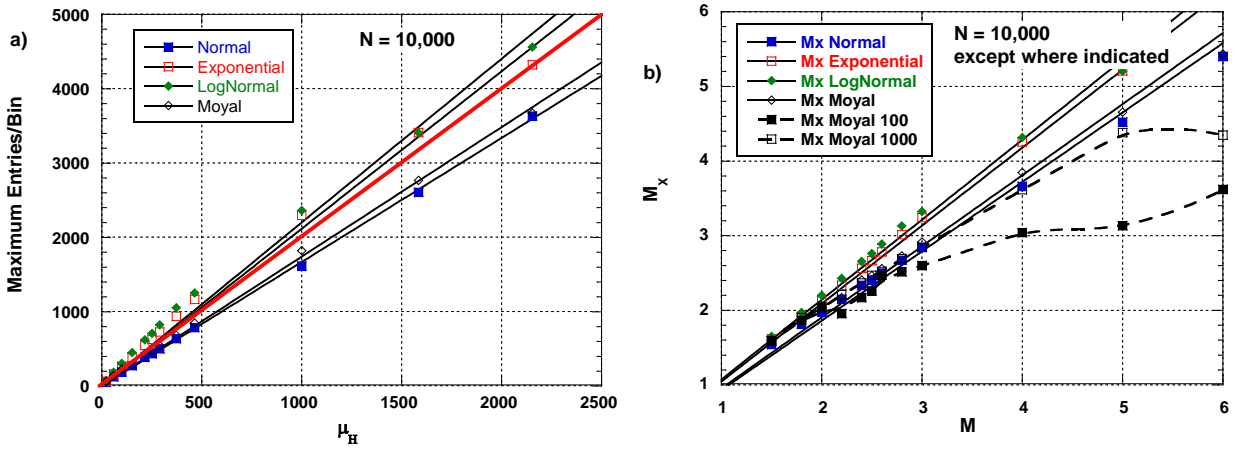 a)
N = 10,000
Normal
Exponential
LogNormal
Moyal
Maximum Entries/Bin
5000
4000
3000
2000
1000
0
0 500 1000 1500 2000 2500
μH
b)
N = 10,000
except where indicated
Mx Normal
Mx Exponential
Mx LogNormal
Mx Moyal
Mx Moyal 100
Mx Moyal 1000
Mx
6
5
4
3
2
1
1 2 3 4 5 6
M